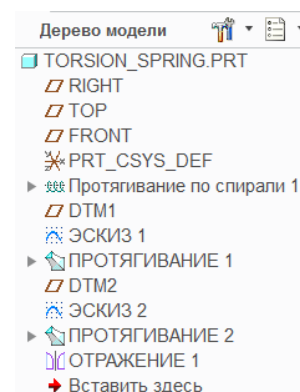 Дерево модели
TORSION_SPRING.PRT
RIGHT
TOP
FRONT
PRT_CSYS_DEF
Протягивание по спирали 1
DTM1
ЭСКИЗ 1
ПРОТЯГИВАНИЕ 1
DTM2
ЭСКИЗ 2
ПРОТЯГИВАНИЕ 2
ОТРАЖЕНИЕ 1
Вставить здесь